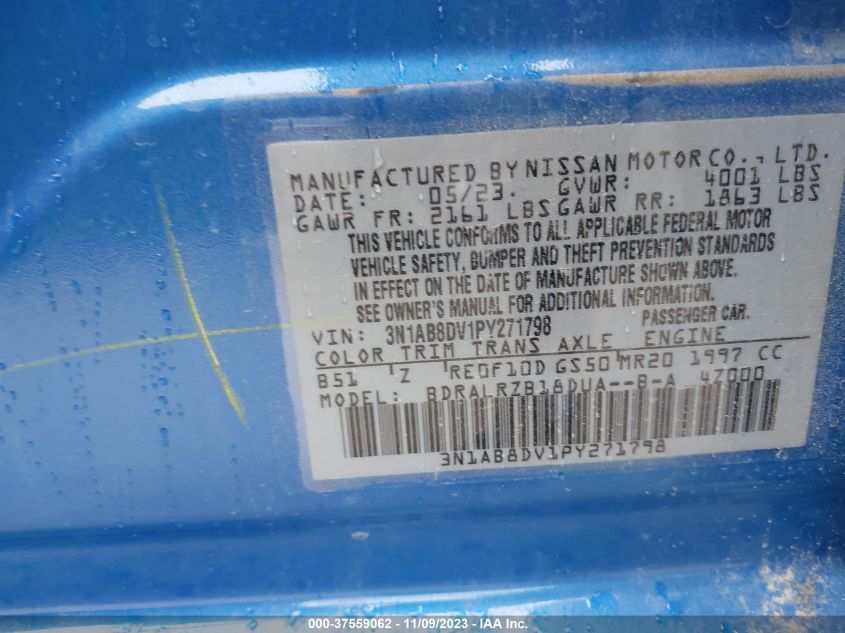 MANUFACTURED BY NISSAN MOTOR CO., LTD.
DATE: 05/23. GVWR: 4001 LBS
GAWR FR: 2161 LBS GAWR RR: 1863 LBS
THIS VEHICLE CONFORMS TO ALL APPLICABLE FEDERAL MOTOR
VEHICLE SAFETY, BUMPER AND THEFT PREVENTION STANDARDS
IN EFFECT ON THE DATE OF MANUFACTURE SHOWN ABOVE.
SEE OWNER'S MANUAL FOR ADDITIONAL INFORMATION.
VIN: 3N1AB8DV1PY271798 PASSENGER CAR.
COLOR TRIM TRANS AXLE ENGINE
B51 Z RE0F10D GS50 MR20 1997 CC
MODEL: BDRALRZB18DUA--B-A 4Z000
3N1AB8DV1PY271798
000-37559062 - 11/09/2023 - IAA Inc.